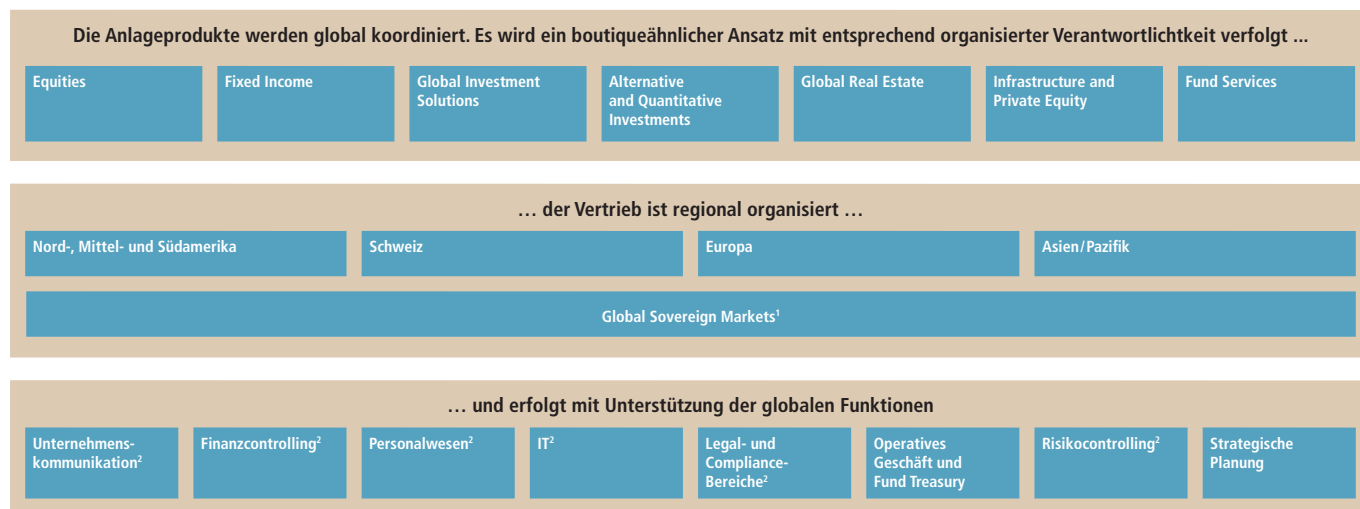 Die Anlageprodukte werden global koordiniert. Es wird ein boutiqueähnlicher Ansatz mit entsprechend organisierter Verantwortlichkeit verfolgt ...
Equities
Fixed Income
Global Investment
Solutions
Alternative
and Quantitative
Investments
Global Real Estate
Infrastructure and
Private Equity
Fund Services
… der Vertrieb ist regional organisiert …
Nord-, Mittel- und Südamerika
Schweiz
Europa
Asien/Pazifik
Global Sovereign Markets¹
… und erfolgt mit Unterstützung der globalen Funktionen
Unternehmens-
kommunikation²
Finanzcontrolling²
Personalwesen²
IT²
Legal- und
Compliance-
Bereiche²
Operatives
Geschäft und
Fund Treasury
Risikocontrolling²
Strategische
Planung